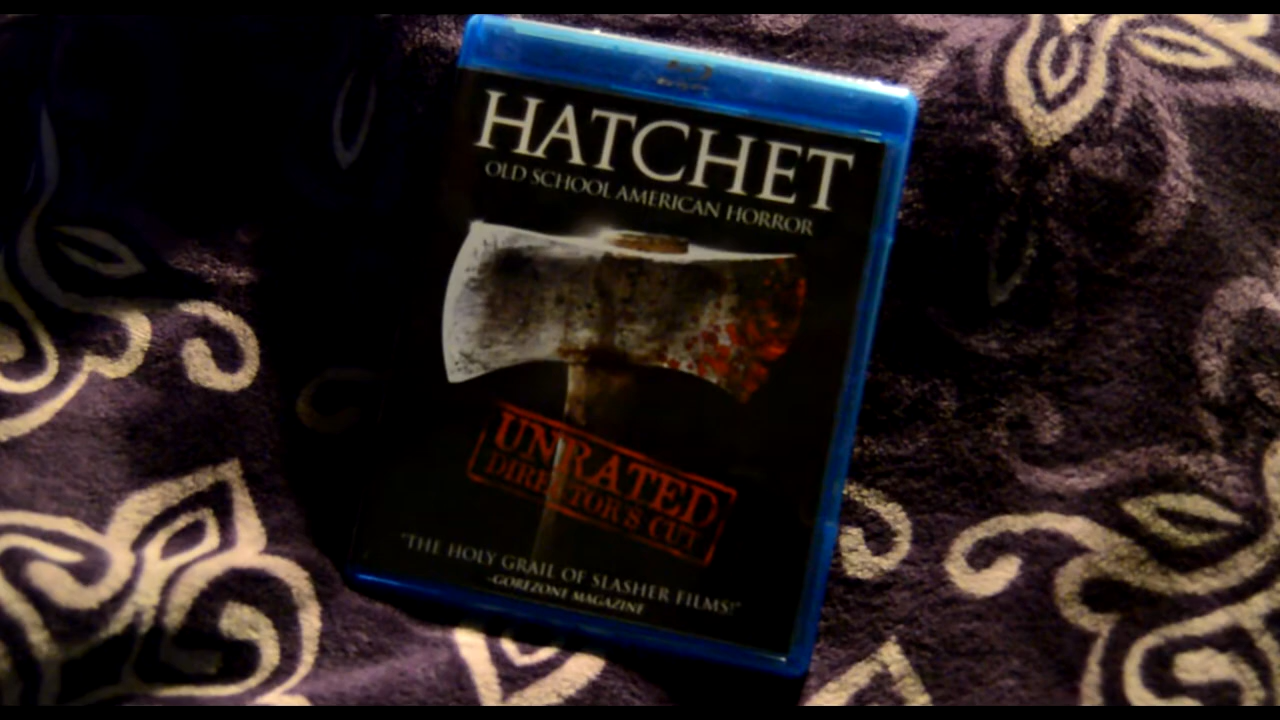 HATCHET
OLD SCHOOL AMERICAN HORROR
UNRATED
DIRECTOR'S CUT
"THE HOLY GRAIL OF SLASHER FILMS!"
-GOREZONE MAGAZINE